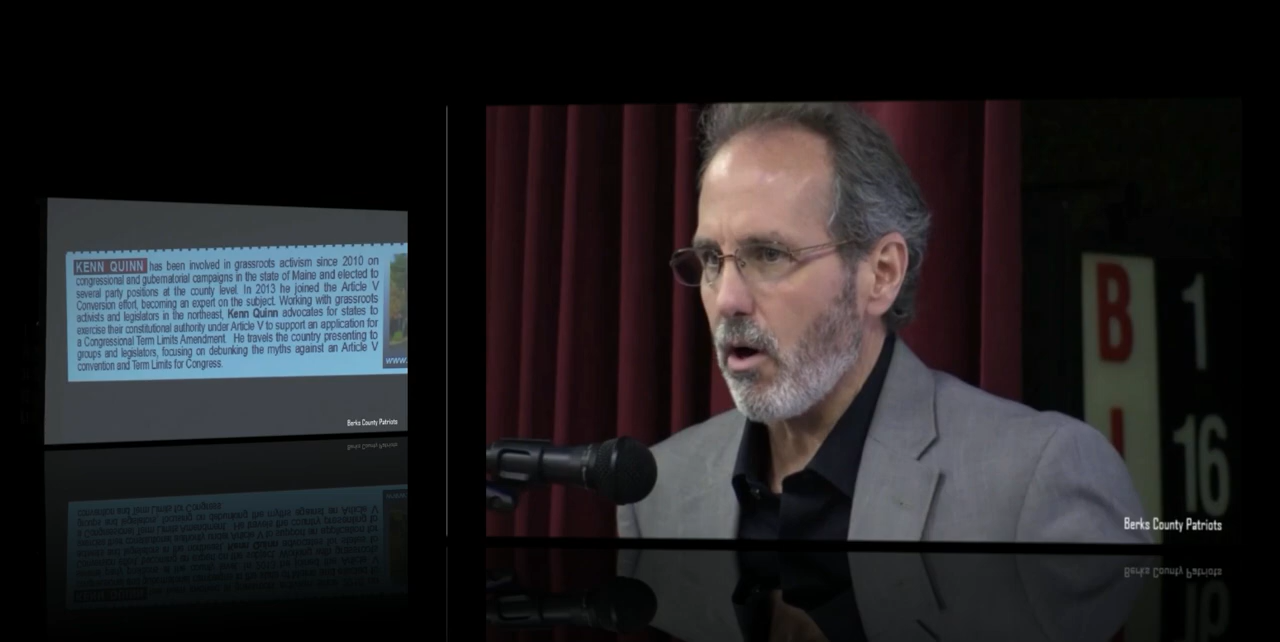 KENN QUINN has been involved in grassroots activism since 2010 on
congressional and gubernatorial campaigns in the state of Maine and elected to
several party positions at the county level. In 2013 he joined the Article V
Conversion effort, becoming an expert on the subject. Working with grassroots
activists and legislators in the northeast, Kenn Quinn advocates for states to
exercise their constitutional authority under Article V to support an application for
a Congressional Term Limits Amendment. He travels the country presenting to
groups and legislators, focusing on debunking the myths against an Article V
convention and Term Limits for Congress.
www.
Berks County Patriots
B 1
16
Berks County Patriots